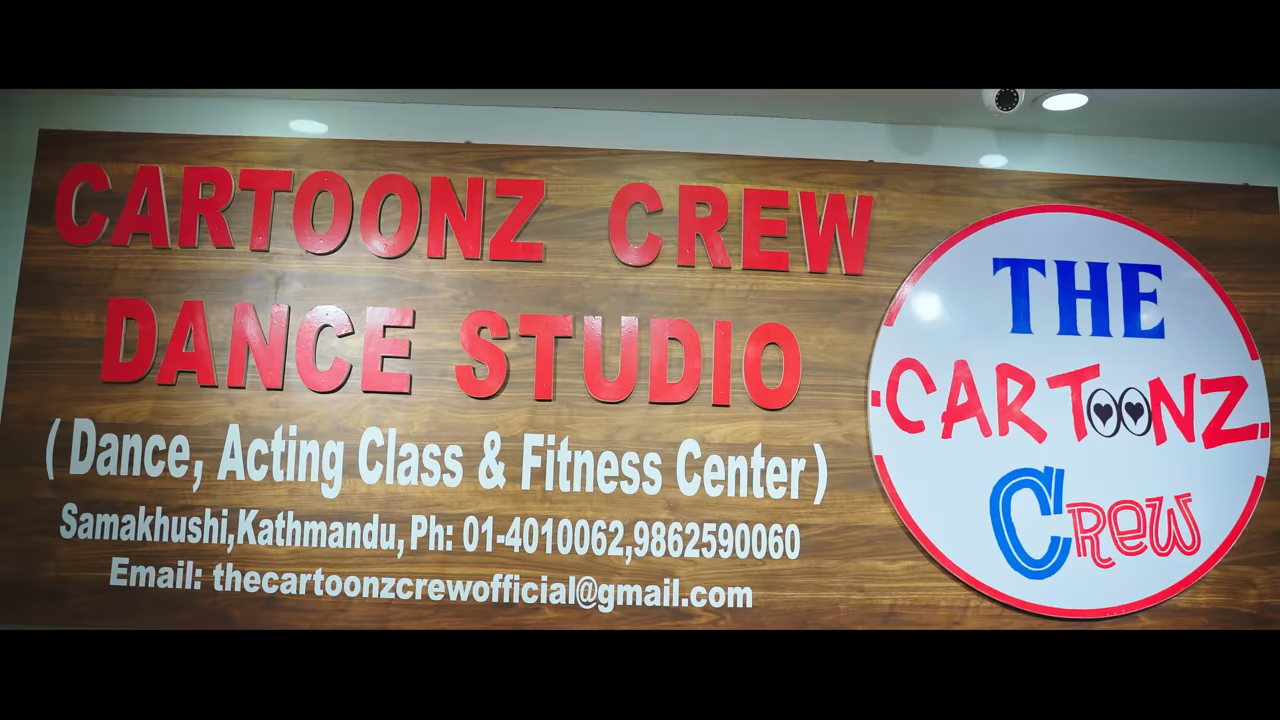 CARTOONZ CREW
DANCE STUDIO
( Dance, Acting Class & Fitness Center )
Samakhushi,Kathmandu, Ph: 01-4010062,9862590060
Email: thecartoonzcrewofficial@gmail.com
THE
CARTOONZ
CREW